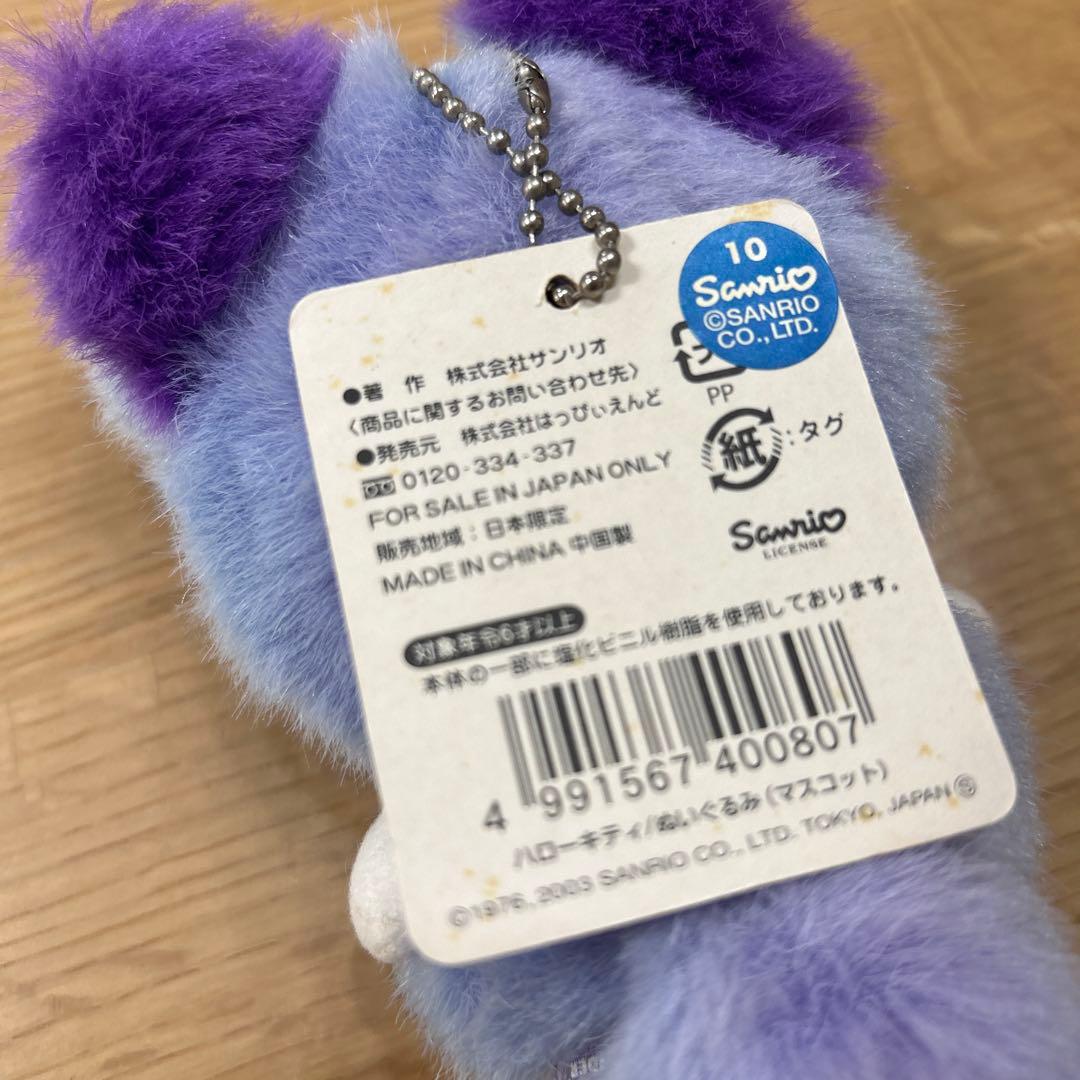 10
Sanrio
©SANRIO
CO.,LTD.
●著　作　株式会社サンリオ
〈商品に関するお問い合わせ先〉
●発売元　株式会社はっぴぃえんど
0120-334-337
FOR SALE IN JAPAN ONLY
販売地域：日本限定
MADE IN CHINA 中国製
PP
紙：タグ
Sanrio
LICENSE
対象年令6才以上
本体の一部に塩化ビニル樹脂を使用しております。
4 991567 400807
ハローキティ/ぬいぐるみ(マスコット)
©1976, 2003 SANRIO CO., LTD. TOKYO, JAPAN Ⓢ